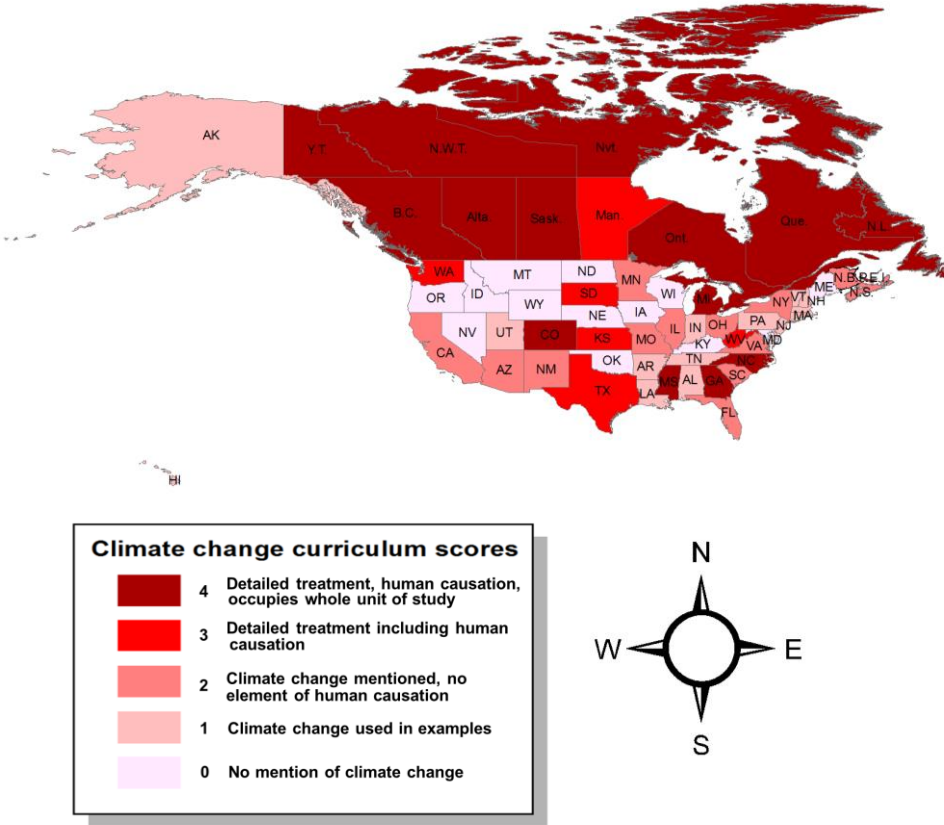 AK
Y.T.
N.W.T.
Nvt.
B.C.
Alta.
Sask.
Man.
Ont.
Que.
N.L.
N.B.
P.E.I.
N.S.
WA
MT
ND
MN
OR
ID
WY
SD
WI
MI
ME
VT
NH
NY
MA
NE
IA
NV
UT
CO
KS
MO
IL
IN
OH
PA
NJ
MD
WV
VA
KY
CA
AZ
NM
OK
AR
TN
NC
SC
TX
LA
MS
AL
GA
FL
HI
Climate change curriculum scores
4 Detailed treatment, human causation,
occupies whole unit of study
3 Detailed treatment including human
causation
2 Climate change mentioned, no
element of human causation
1 Climate change used in examples
0 No mention of climate change
N
W E
S